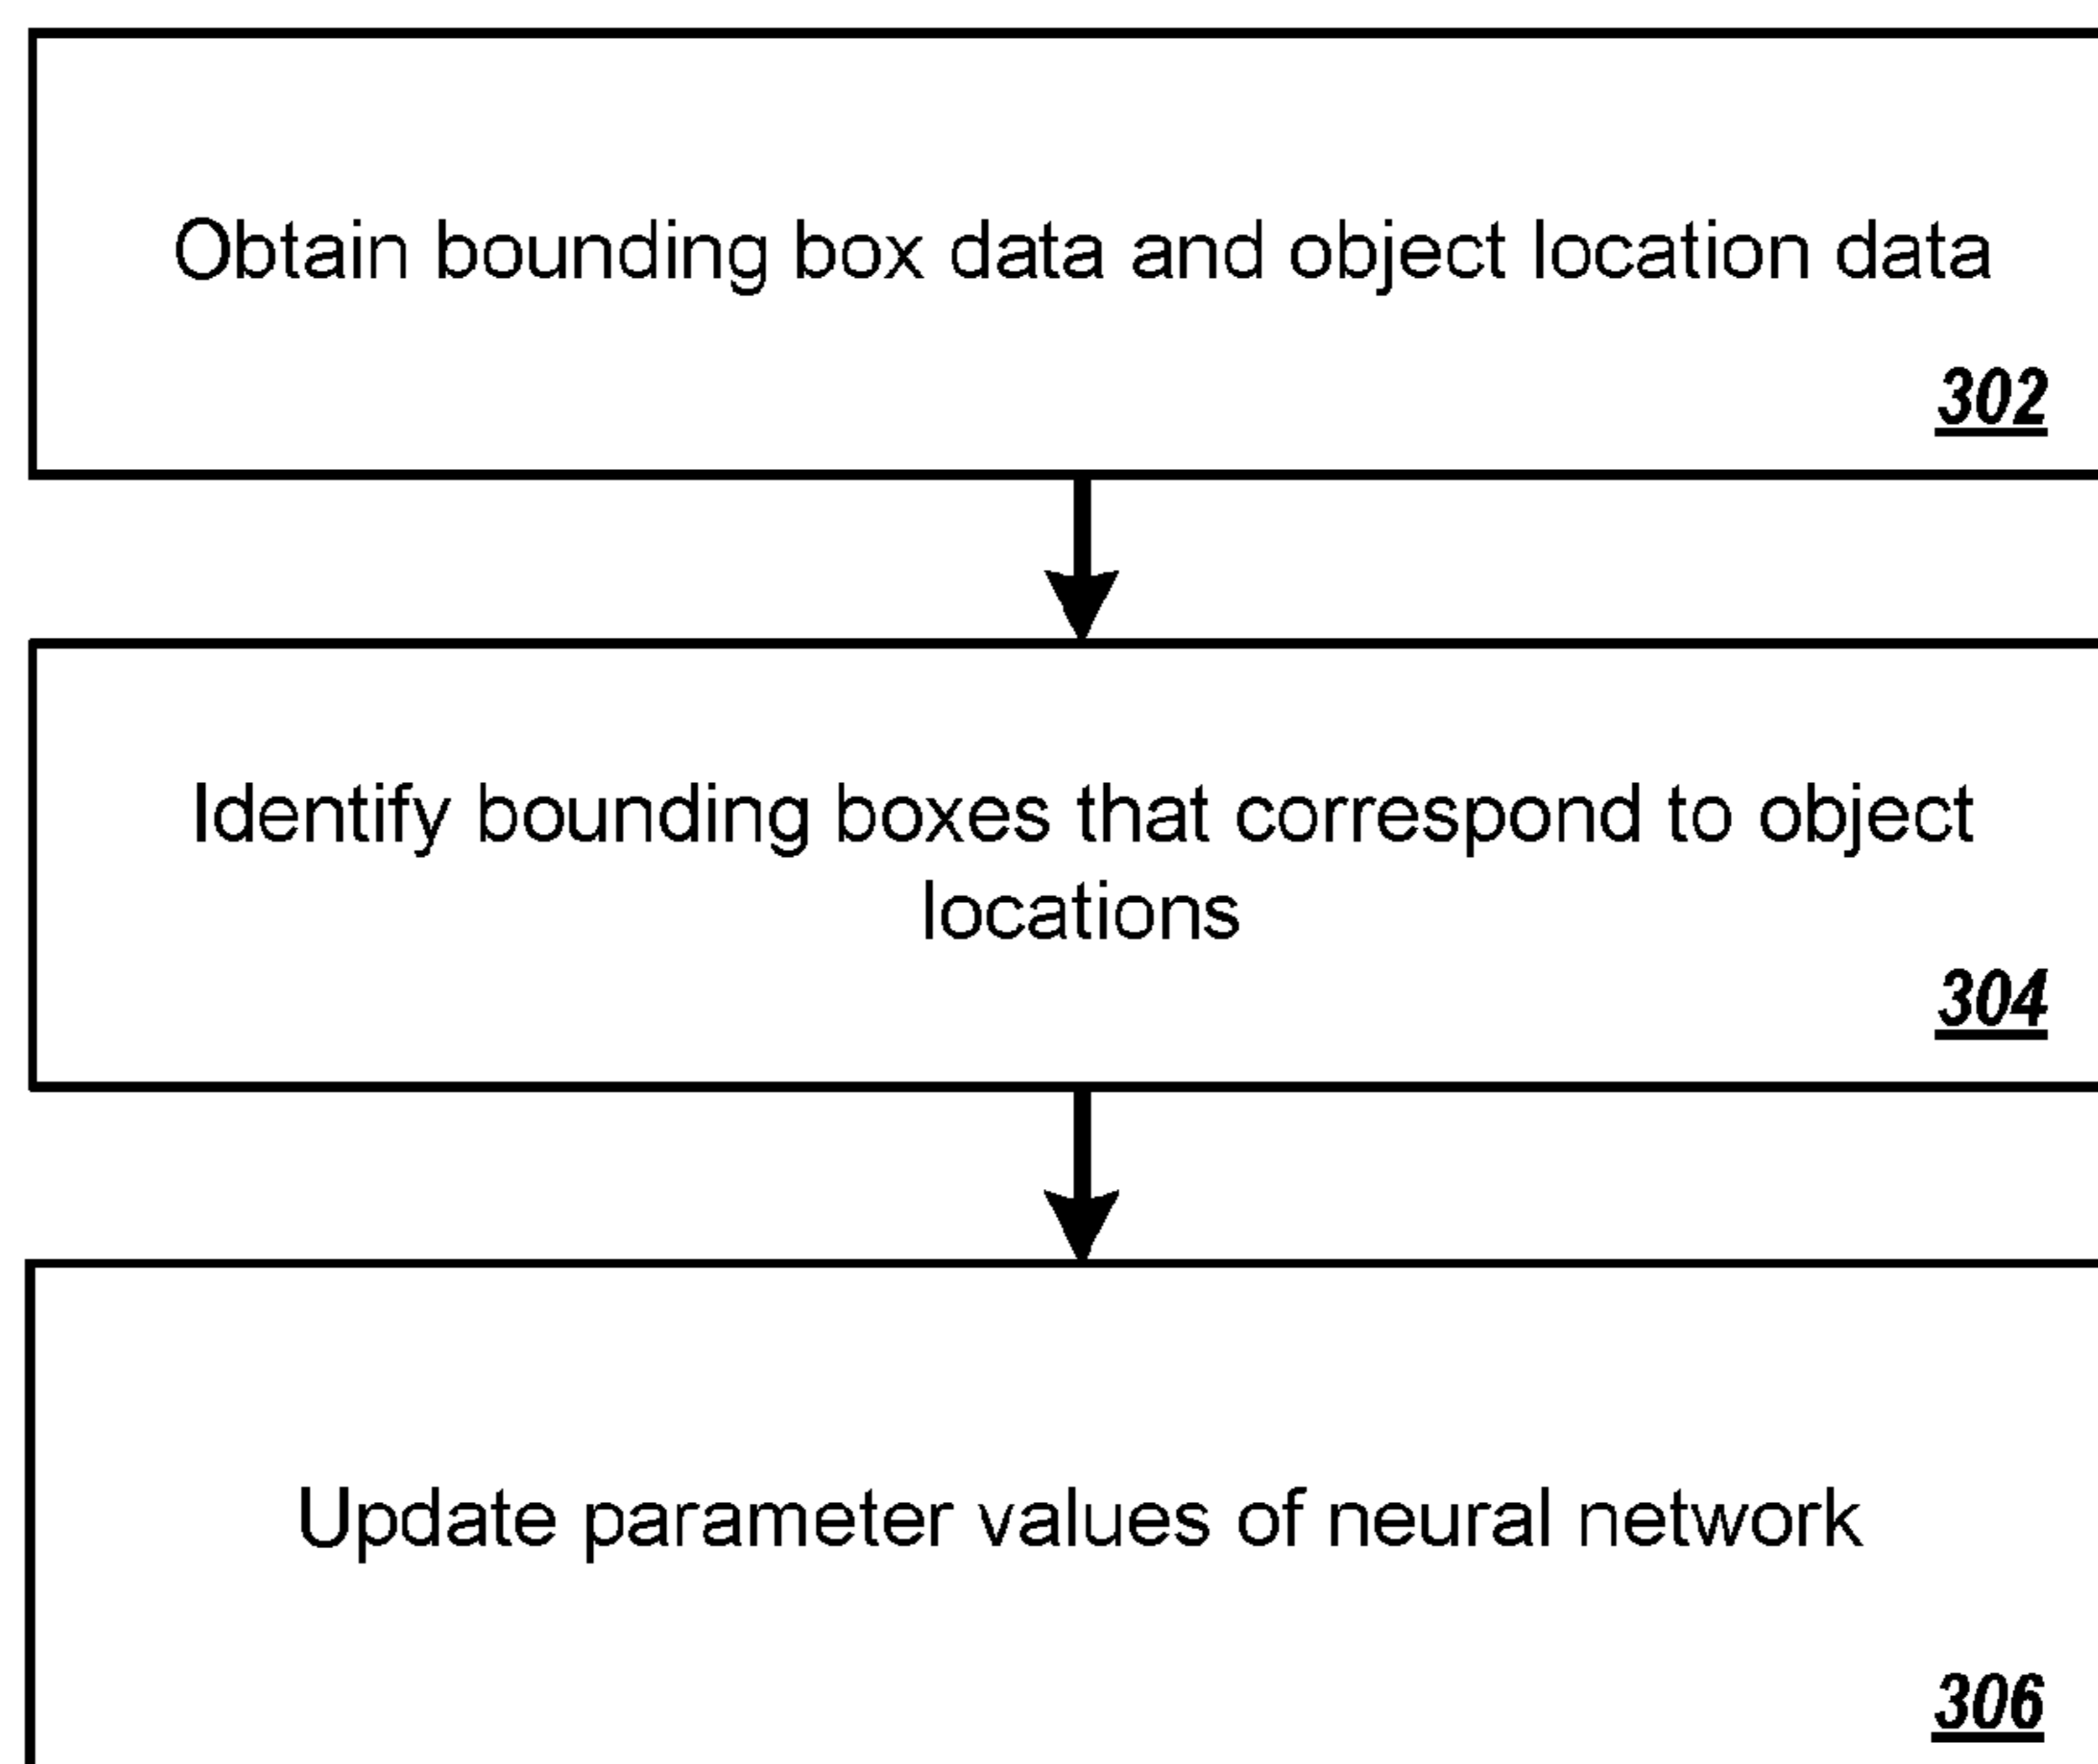 Obtain bounding box data and object location data
302
Identify bounding boxes that correspond to object
locations
304
Update parameter values of neural network
306